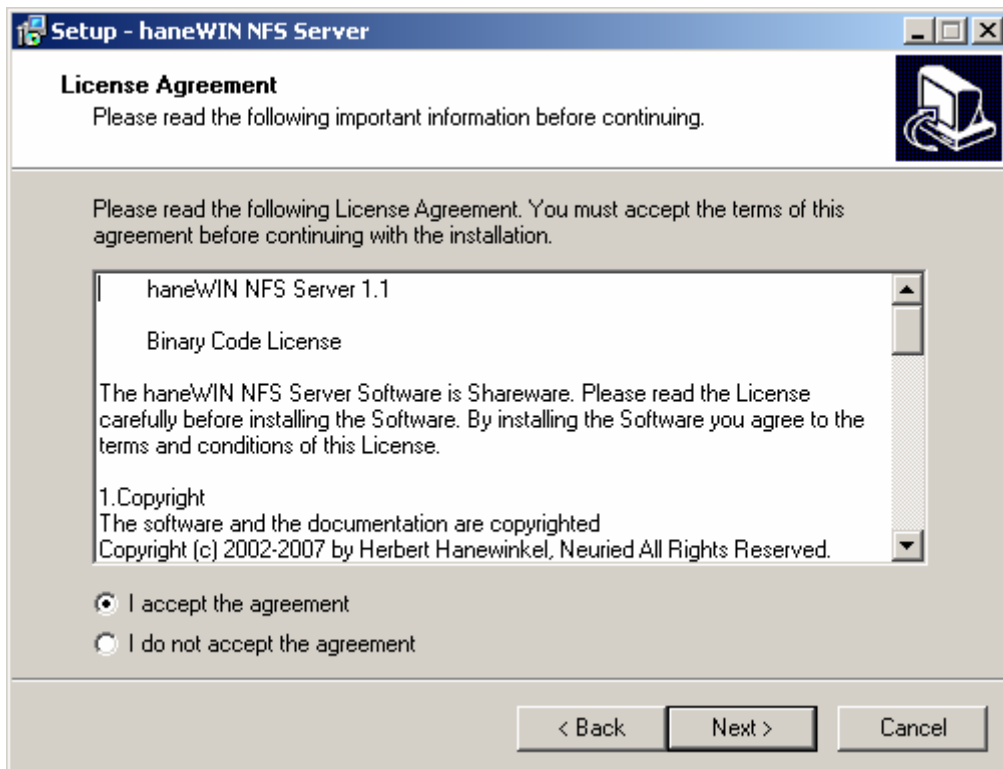 Setup - haneWIN NFS Server
License Agreement
Please read the following important information before continuing.
Please read the following License Agreement. You must accept the terms of this
agreement before continuing with the installation.
haneWIN NFS Server 1.1
Binary Code License
The haneWIN NFS Server Software is Shareware. Please read the License
carefully before installing the Software. By installing the Software you agree to the
terms and conditions of this License.
1.Copyright
The software and the documentation are copyrighted
Copyright (c) 2002-2007 by Herbert Hanewinkel, Neuried All Rights Reserved.
I accept the agreement
I do not accept the agreement
< Back
Next >
Cancel